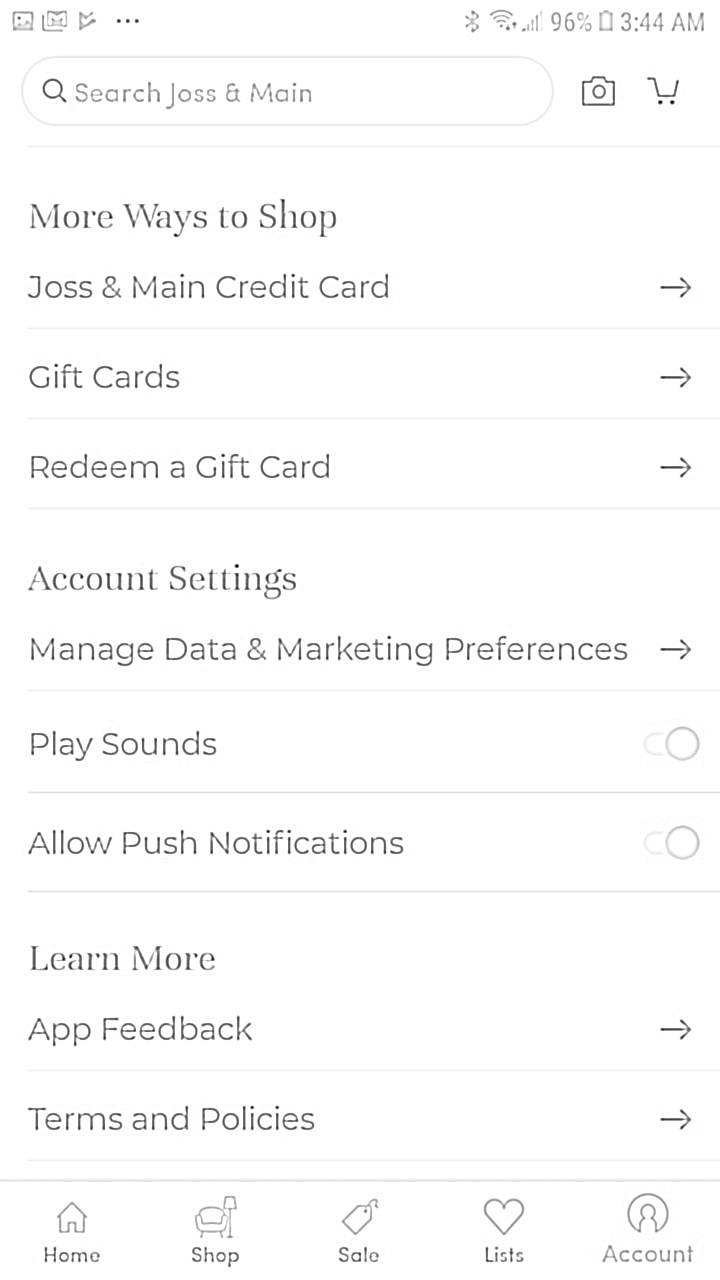 96% 3:44 AM
Search Joss & Main
More Ways to Shop
Joss & Main Credit Card
Gift Cards
Redeem a Gift Card
Account Settings
Manage Data & Marketing Preferences
Play Sounds
Allow Push Notifications
Learn More
App Feedback
Terms and Policies
Home Shop Sale Lists Account